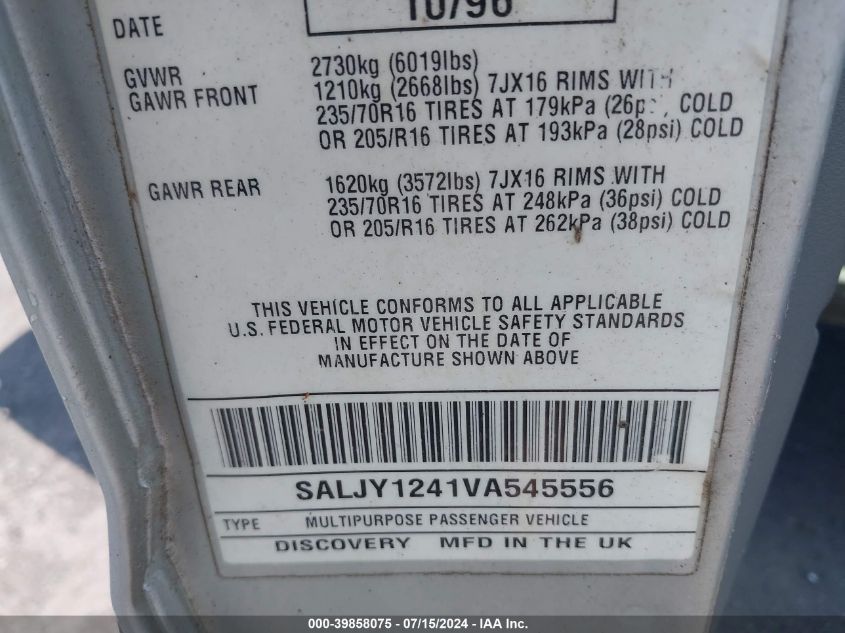 DATE 10/96
GVWR 2730kg (6019lbs)
GAWR FRONT 1210kg (2668lbs) 7JX16 RIMS WITH
235/70R16 TIRES AT 179kPa (26p COLD
OR 205/R16 TIRES AT 193kPa (28psi) COLD
GAWR REAR 1620kg (3572lbs) 7JX16 RIMS WITH
235/70R16 TIRES AT 248kPa (36psi) COLD
OR 205/R16 TIRES AT 262kPa (38psi) COLD
THIS VEHICLE CONFORMS TO ALL APPLICABLE
U.S. FEDERAL MOTOR VEHICLE SAFETY STANDARDS
IN EFFECT ON THE DATE OF
MANUFACTURE SHOWN ABOVE
SALJY1241VA545556
TYPE MULTIPURPOSE PASSENGER VEHICLE
DISCOVERY MFD IN THE UK
000-39858075 - 07/15/2024 - IAA Inc.